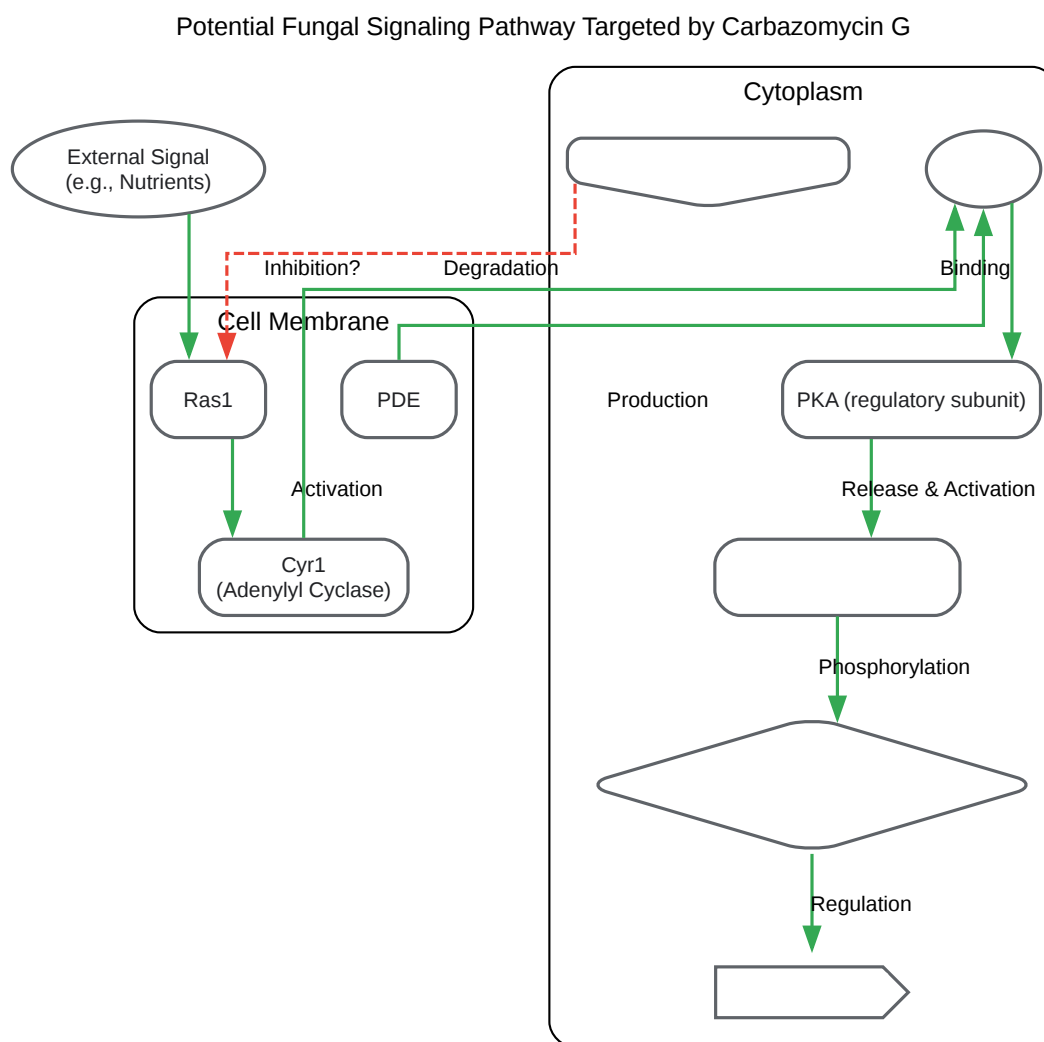 Potential Fungal Signaling Pathway Targeted by Carbazomycin G
Cytoplasm
External Signal
(e.g., Nutrients)
Inhibition?
Degradation
Binding
Cell Membrane
Ras1
PDE
Production
PKA (regulatory subunit)
Activation
Release & Activation
Cyr1
(Adenylyl Cyclase)
Phosphorylation
Regulation